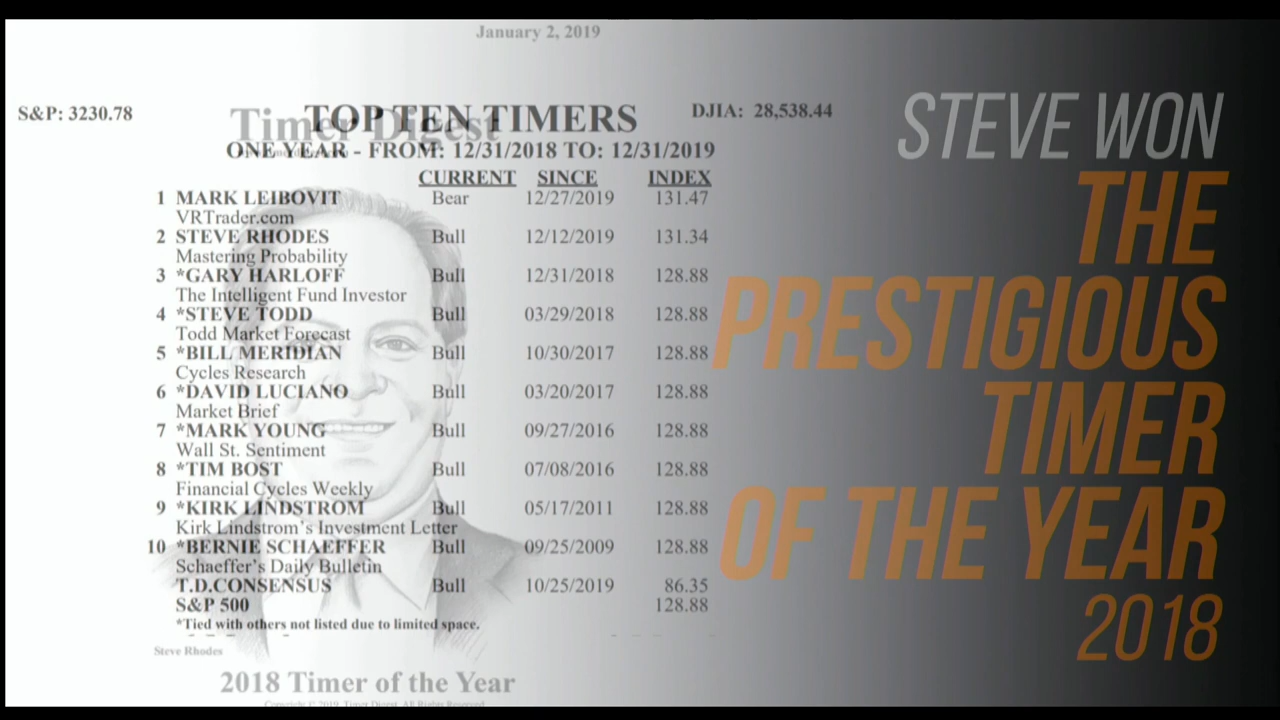 January 2, 2019
S&P: 3230.78
Timer Digest
TOP TEN TIMERS
DJIA: 28,538.44
ONE YEAR - FROM: 12/31/2018 TO: 12/31/2019
CURRENT SINCE INDEX
1 MARK LEIBOVIT Bear 12/27/2019 131.47
VRTrader.com
2 STEVE RHODES Bull 12/12/2019 131.34
Mastering Probability
3 *GARY HARLOFF Bull 12/31/2018 128.88
The Intelligent Fund Investor
4 *STEVE TODD Bull 03/29/2018 128.88
Todd Market Forecast
5 *BILL MERIDIAN Bull 10/30/2017 128.88
Cycles Research
6 *DAVID LUCIANO Bull 03/20/2017 128.88
Market Brief
7 *MARK YOUNG Bull 09/27/2016 128.88
Wall St. Sentiment
8 *TIM BOST Bull 07/08/2016 128.88
Financial Cycles Weekly
9 *KIRK LINDSTROM Bull 05/17/2011 128.88
Kirk Lindstrom's Investment Letter
10 *BERNIE SCHAEFFER Bull 09/25/2009 128.88
Schaeffer's Daily Bulletin
T.D.CONSENSUS Bull 10/25/2019 86.35
S&P 500 128.88
*Tied with others not listed due to limited space.
Steve Rhodes
2018 Timer of the Year
Copyright © 2019, Timer Digest, All Rights Reserved
STEVE WON
THE
PRESTIGIOUS
TIMER
OF THE YEAR
2018